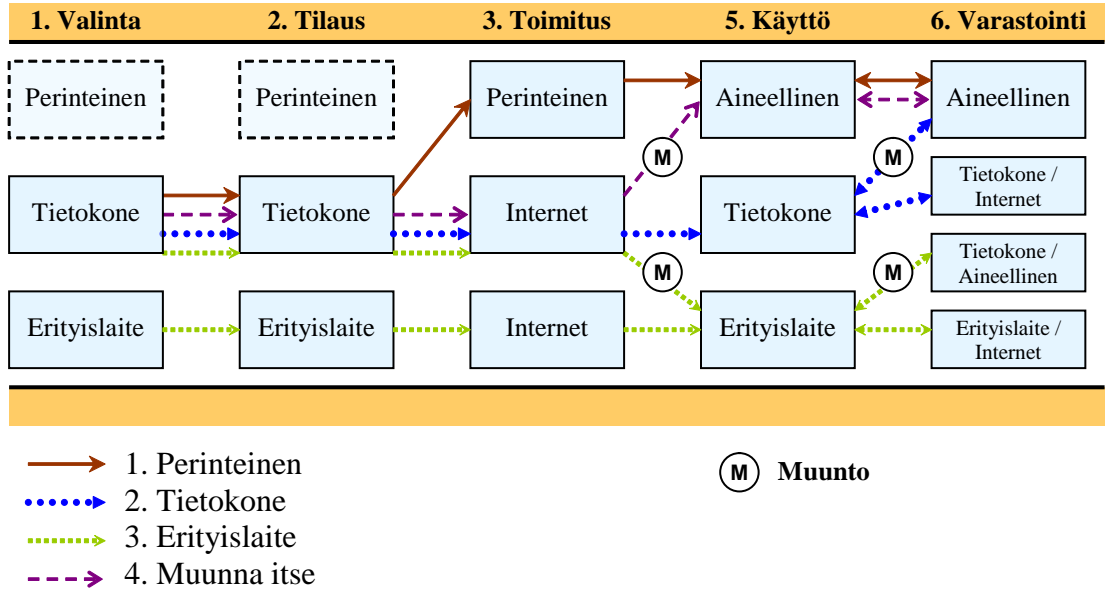 1. Valinta 2. Tilaus 3. Toimitus 5. Käyttö 6. Varastointi
Perinteinen Perinteinen Perinteinen Aineellinen Aineellinen
M M
Tietokone Tietokone Internet Tietokone Tietokone /
Internet
M M
Tietokone /
Aineellinen
Erityislaite Erityislaite Internet Erityislaite Erityislaite /
Internet
1. Perinteinen
2. Tietokone
3. Erityislaite
4. Muunna itse
M Muunto